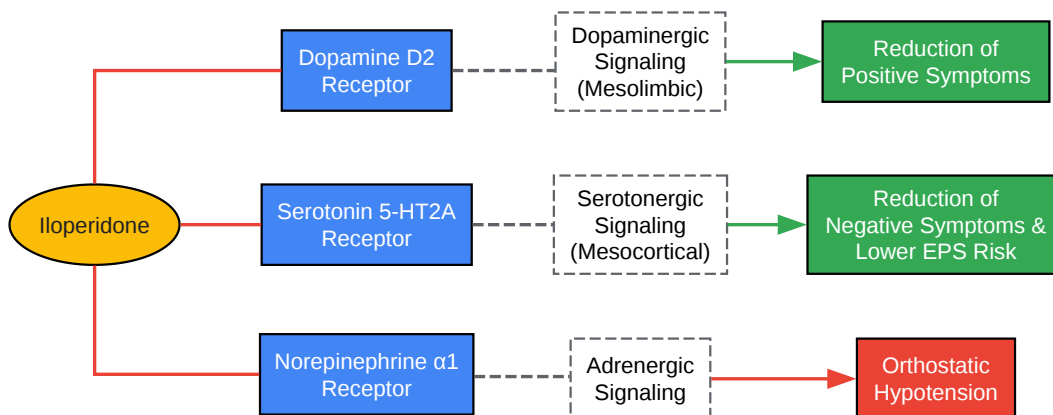 Dopamine D2
Receptor
Dopaminergic
Signaling
(Mesolimbic)
Reduction of
Positive Symptoms
Iloperidone
Serotonin 5-HT2A
Receptor
Serotonergic
Signaling
(Mesocortical)
Reduction of
Negative Symptoms &
Lower EPS Risk
Norepinephrine α1
Receptor
Adrenergic
Signaling
Orthostatic
Hypotension